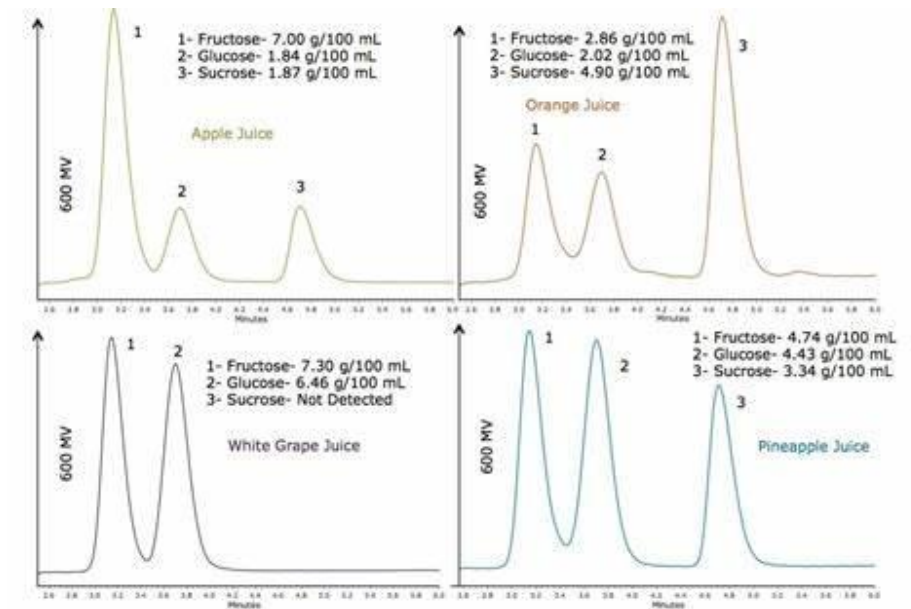 1
1- Fructose- 7.00 g/100 mL
2- Glucose- 1.84 g/100 mL
3- Sucrose- 1.87 g/100 mL
Apple Juice
2
3
600 MV
Minutes
1- Fructose- 2.86 g/100 mL
2- Glucose- 2.02 g/100 mL
3- Sucrose- 4.90 g/100 mL
3
Orange Juice
1
2
600 MV
Minutes
1
2
1- Fructose- 7.30 g/100 mL
2- Glucose- 6.46 g/100 mL
3- Sucrose- Not Detected
White Grape Juice
600 MV
Minutes
1
1- Fructose- 4.74 g/100 mL
2- Glucose- 4.43 g/100 mL
3- Sucrose- 3.34 g/100 mL
2
3
Pineapple Juice
600 MV
Minutes